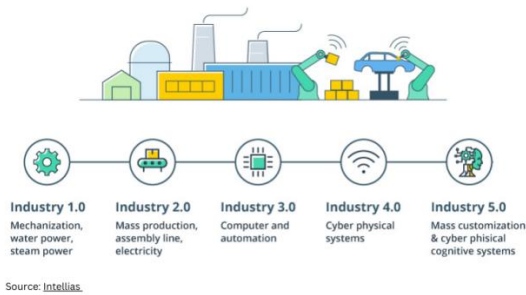 Industry 1.0
Mechanization,
water power,
steam power
Industry 2.0
Mass production,
assembly line,
electricity
Industry 3.0
Computer and
automation
Industry 4.0
Cyber physical
systems
Industry 5.0
Mass customization
& cyber phisical
cognitive systems
Source: Intellias